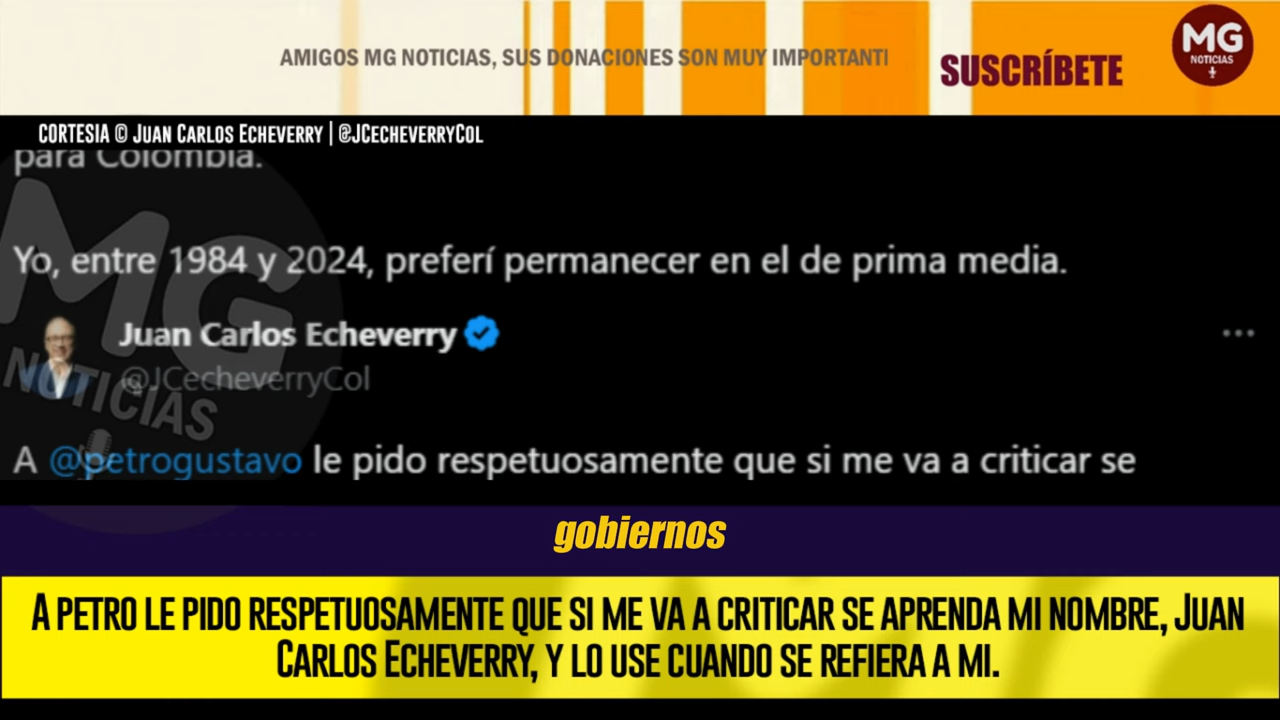 AMIGOS MG NOTICIAS, SUS DONACIONES SON MUY IMPORTANTI
SUSCRÍBETE
MG
NOTICIAS
CORTESIA © JUAN CARLOS ECHEVERRY | @JCECHEVERRYCOL
para Colombia.
Yo, entre 1984 y 2024, preferí permanecer en el de prima media.
Juan Carlos Echeverry
@JCecheverryCol
MG
NOTICIAS
A @petrogustavo le pido respetuosamente que si me va a criticar se
gobiernos
A PETRO LE PIDO RESPETUOSAMENTE QUE SI ME VA A CRITICAR SE APRENDA MI NOMBRE, JUAN
CARLOS ECHEVERRY, Y LO USE CUANDO SE REFIERA A MI.